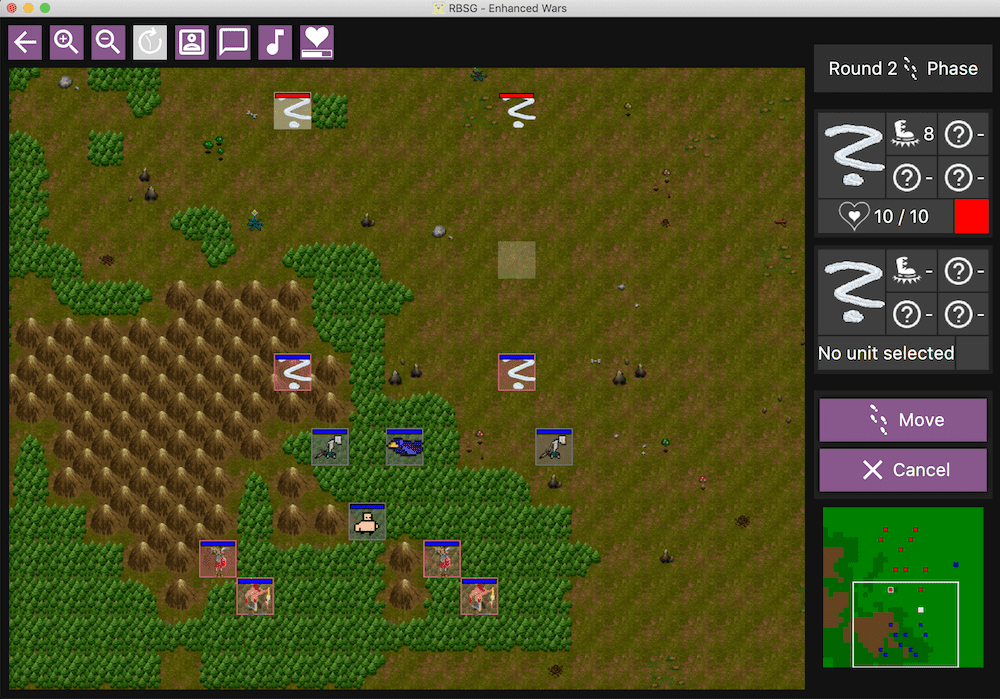 RBSG - Enhanced Wars
Round 2 Phase
8 ? -
? - ? -
10 / 10
- ? -
? - ? -
No unit selected
Move
Cancel